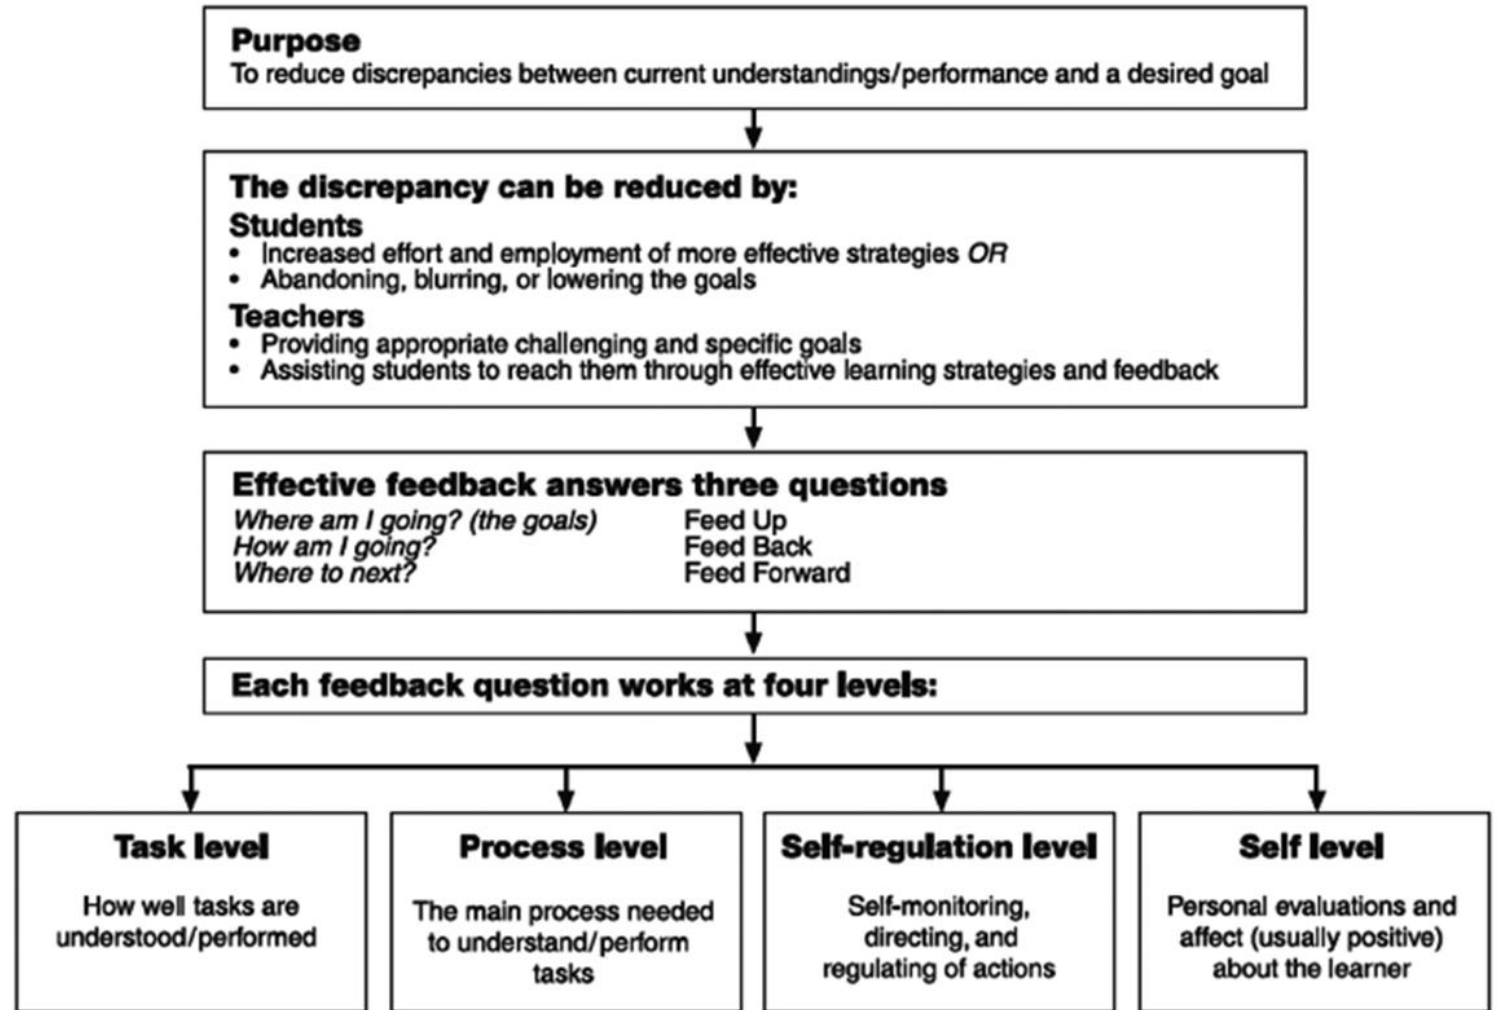 Purpose
To reduce discrepancies between current understandings/performance and a desired goal
The discrepancy can be reduced by:
Students
• Increased effort and employment of more effective strategies OR
• Abandoning, blurring, or lowering the goals
Teachers
• Providing appropriate challenging and specific goals
• Assisting students to reach them through effective learning strategies and feedback
Effective feedback answers three questions
Where am I going? (the goals) Feed Up
How am I going? Feed Back
Where to next? Feed Forward
Each feedback question works at four levels:
Task level
How well tasks are
understood/performed
Process level
The main process needed
to understand/perform
tasks
Self-regulation level
Self-monitoring,
directing, and
regulating of actions
Self level
Personal evaluations and
affect (usually positive)
about the learner